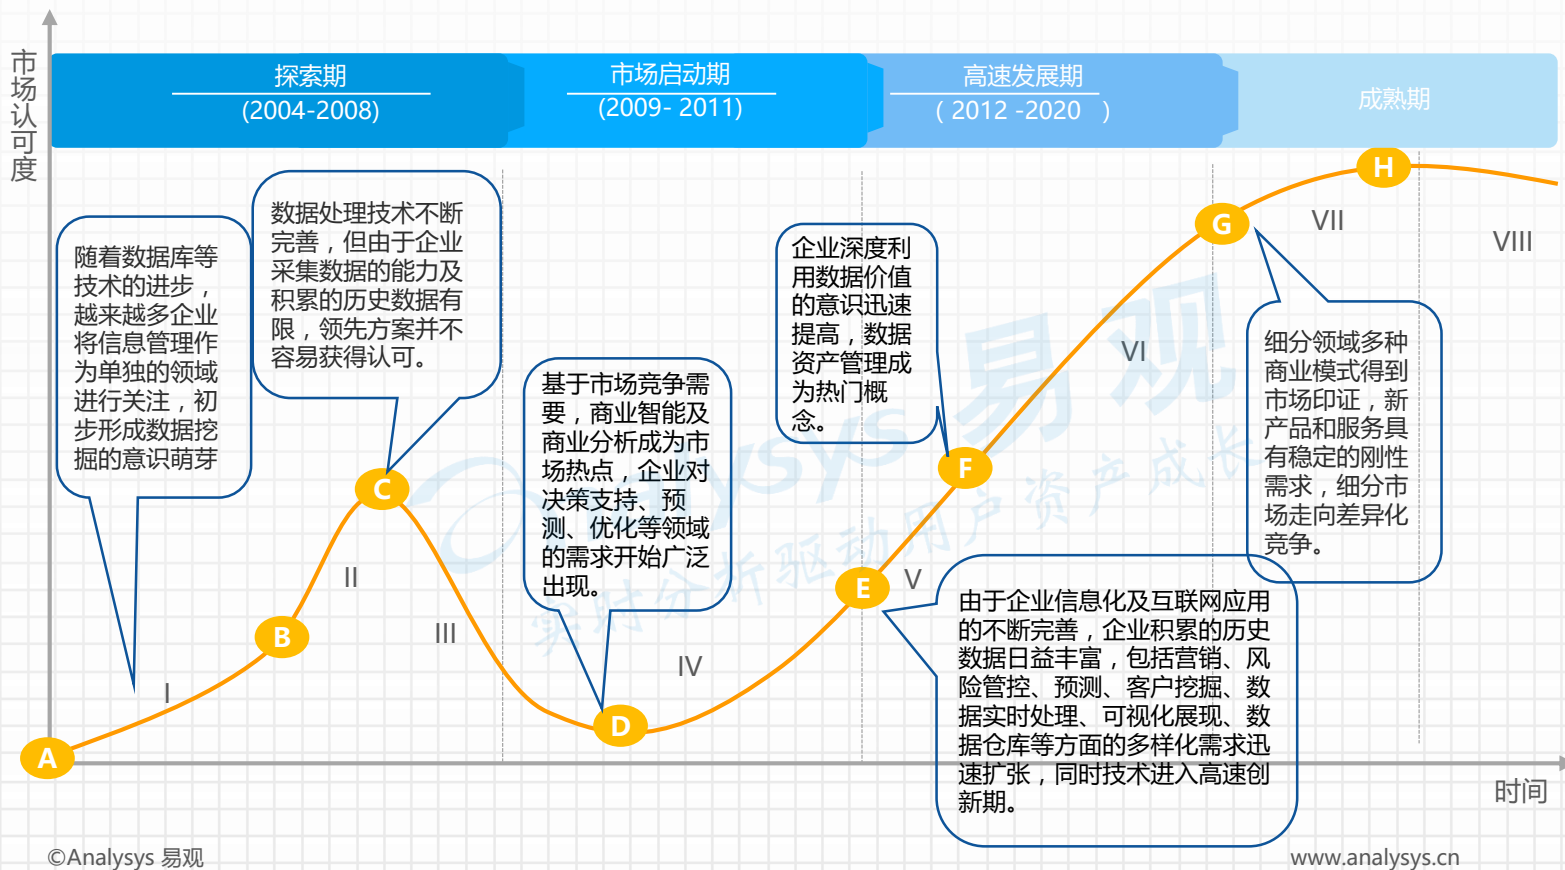 市场认可度
探索期
(2004-2008)
市场启动期
(2009- 2011)
高速发展期
( 2012 -2020   )
成熟期
随着数据库等
技术的进步，
越来越多企业
将信息管理作
为单独的领域
进行关注，初
步形成数据挖
掘的意识萌芽
数据处理技术不断
完善，但由于企业
采集数据的能力及
积累的历史数据有
限，领先方案并不
容易获得认可。
基于市场竞争需
要，商业智能及
商业分析成为市
场热点，企业对
决策支持、预
测、优化等领域
的需求开始广泛
出现。
企业深度利
用数据价值
的意识迅速
提高，数据
资产管理成
为热门概
念。
细分领域多种
商业模式得到
市场印证，新
产品和服务具
有稳定的刚性
需求，细分市
场走向差异化
竞争。
由于企业信息化及互联网应用
的不断完善，企业积累的历史
数据日益丰富，包括营销、风
险管控、预测、客户挖掘、数
据实时处理、可视化展现、数
据仓库等方面的多样化需求迅
速扩张，同时技术进入高速创
新期。
A
B
C
D
E
F
G
H
I
II
III
IV
V
VI
VII
VIII
Analysys 易观
实时分析驱动用户资产成长
时间
©Analysys 易观
www.analysys.cn